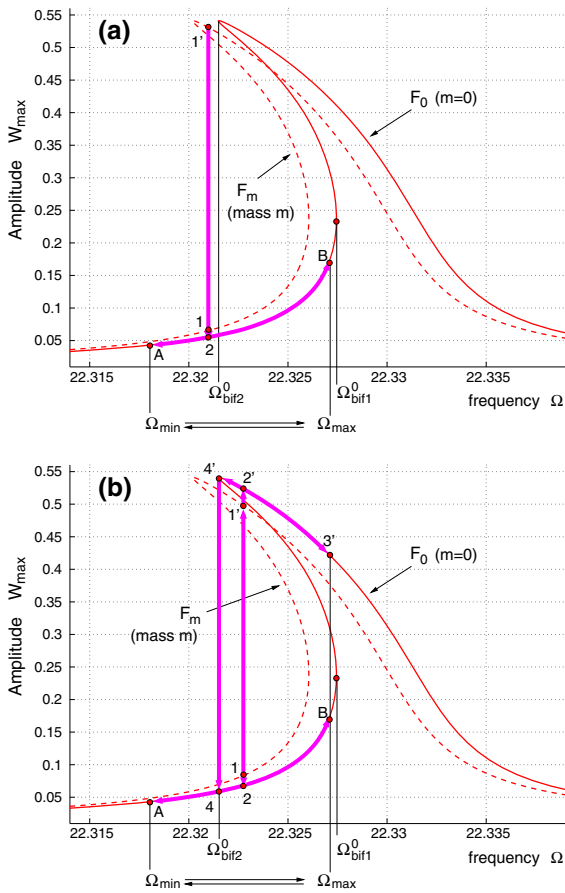 (a)
0.55
0.5
0.45
0.4
0.35
0.3
0.25
0.2
0.15
0.1
0.05
Amplitude W_max
1'
F_0 (m=0)
F_m
(mass m)
B
1
2
A
22.315 22.32 22.325 22.33 22.335
Ω^0_bif2 Ω^0_bif1 frequency Ω
Ω_min Ω_max
(b)
0.55
0.5
0.45
0.4
0.35
0.3
0.25
0.2
0.15
0.1
0.05
Amplitude W_max
4' 2'
1'
3'
F_0 (m=0)
F_m
(mass m)
B
1
A 4 2
22.315 22.32 22.325 22.33 22.335
Ω^0_bif2 Ω^0_bif1 frequency Ω
Ω_min Ω_max